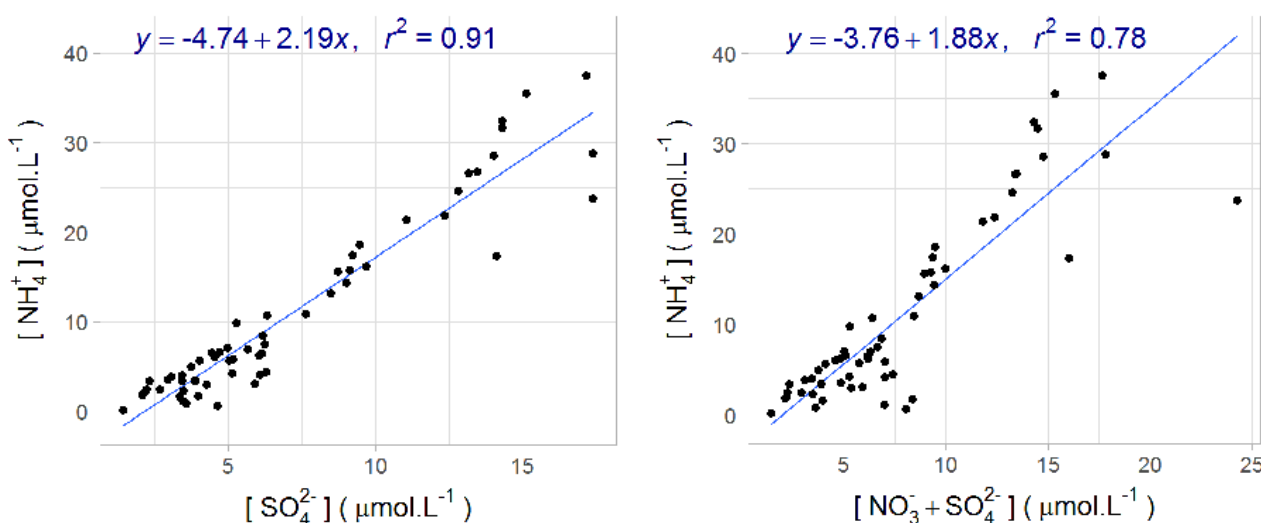 y = -4.74 + 2.19x, r² = 0.91
40
30
20
10
0
[ NH₄⁺ ] ( μmol.L⁻¹ )
5 10 15
[ SO₄²⁻ ] ( μmol.L⁻¹ )
y = -3.76 + 1.88x, r² = 0.78
40
30
20
10
0
[ NH₄⁺ ] ( μmol.L⁻¹ )
5 10 15 20 25
[ NO₃⁻ + SO₄²⁻ ] ( μmol.L⁻¹ )